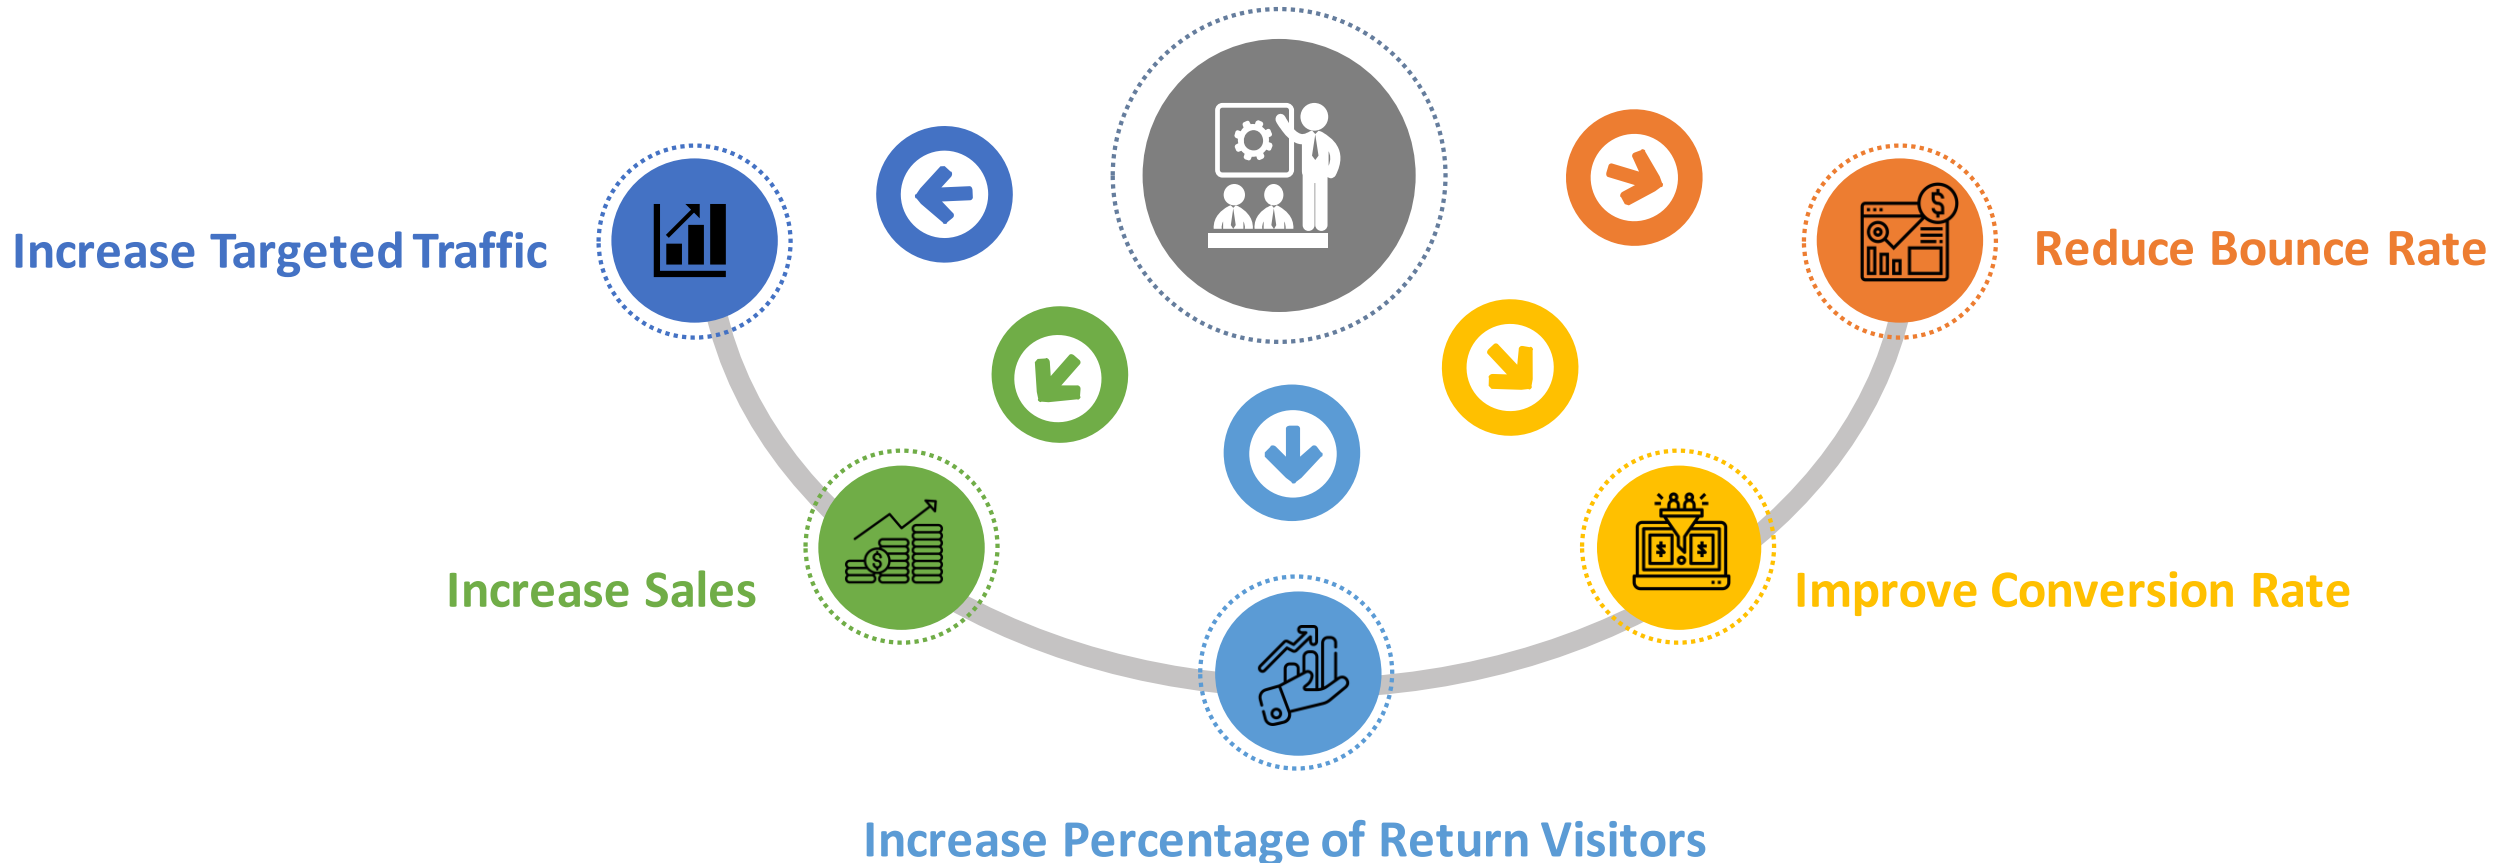 Increase Targeted Traffic
Reduce Bounce Rate
Increase Sales
Improve Conversion Rate
Increase Percentage of Return Visitors